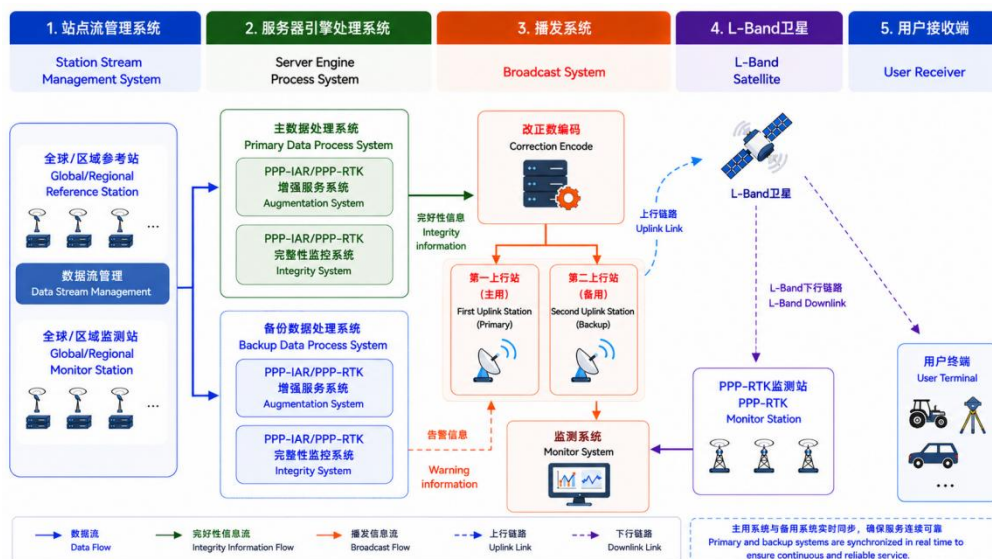 1. 站点流管理系统
Station Stream
Management System
2. 服务器引擎处理系统
Server Engine
Process System
3. 播发系统
Broadcast System
4. L-Band卫星
L-Band
Satellite
5. 用户接收端
User Receiver
全球/区域参考站
Global/Regional
Reference Station
...
数据流管理
Data Stream Management
全球/区域监测站
Global/Regional
Monitor Station
...
主数据处理系统
Primary Data Process System
PPP-IAR/PPP-RTK
增强服务系统
Augmentation System
PPP-IAR/PPP-RTK
完整性监控系统
Integrity System
备份数据处理系统
Backup Data Process System
PPP-IAR/PPP-RTK
增强服务系统
Augmentation System
PPP-IAR/PPP-RTK
完整性监控系统
Integrity System
完好性信息
Integrity
information
告警信息
Warning
information
改正数编码
Correction Encode
第一上行站
(主用)
First Uplink Station
(Primary)
第二上行站
(备用)
Second Uplink Station
(Backup)
监测系统
Monitor System
上行链路
Uplink Link
L-Band卫星
L-Band下行链路
L-Band Downlink
PPP-RTK监测站
PPP-RTK
Monitor Station
用户终端
User Terminal
...
数据流
Data Flow
完好性信息流
Integrity Information Flow
播发信息流
Broadcast Flow
上行链路
Uplink Link
下行链路
Downlink Link
主用系统与备用系统实时同步，确保服务连续可靠
Primary and backup systems are synchronized in real time to
ensure continuous and reliable service.